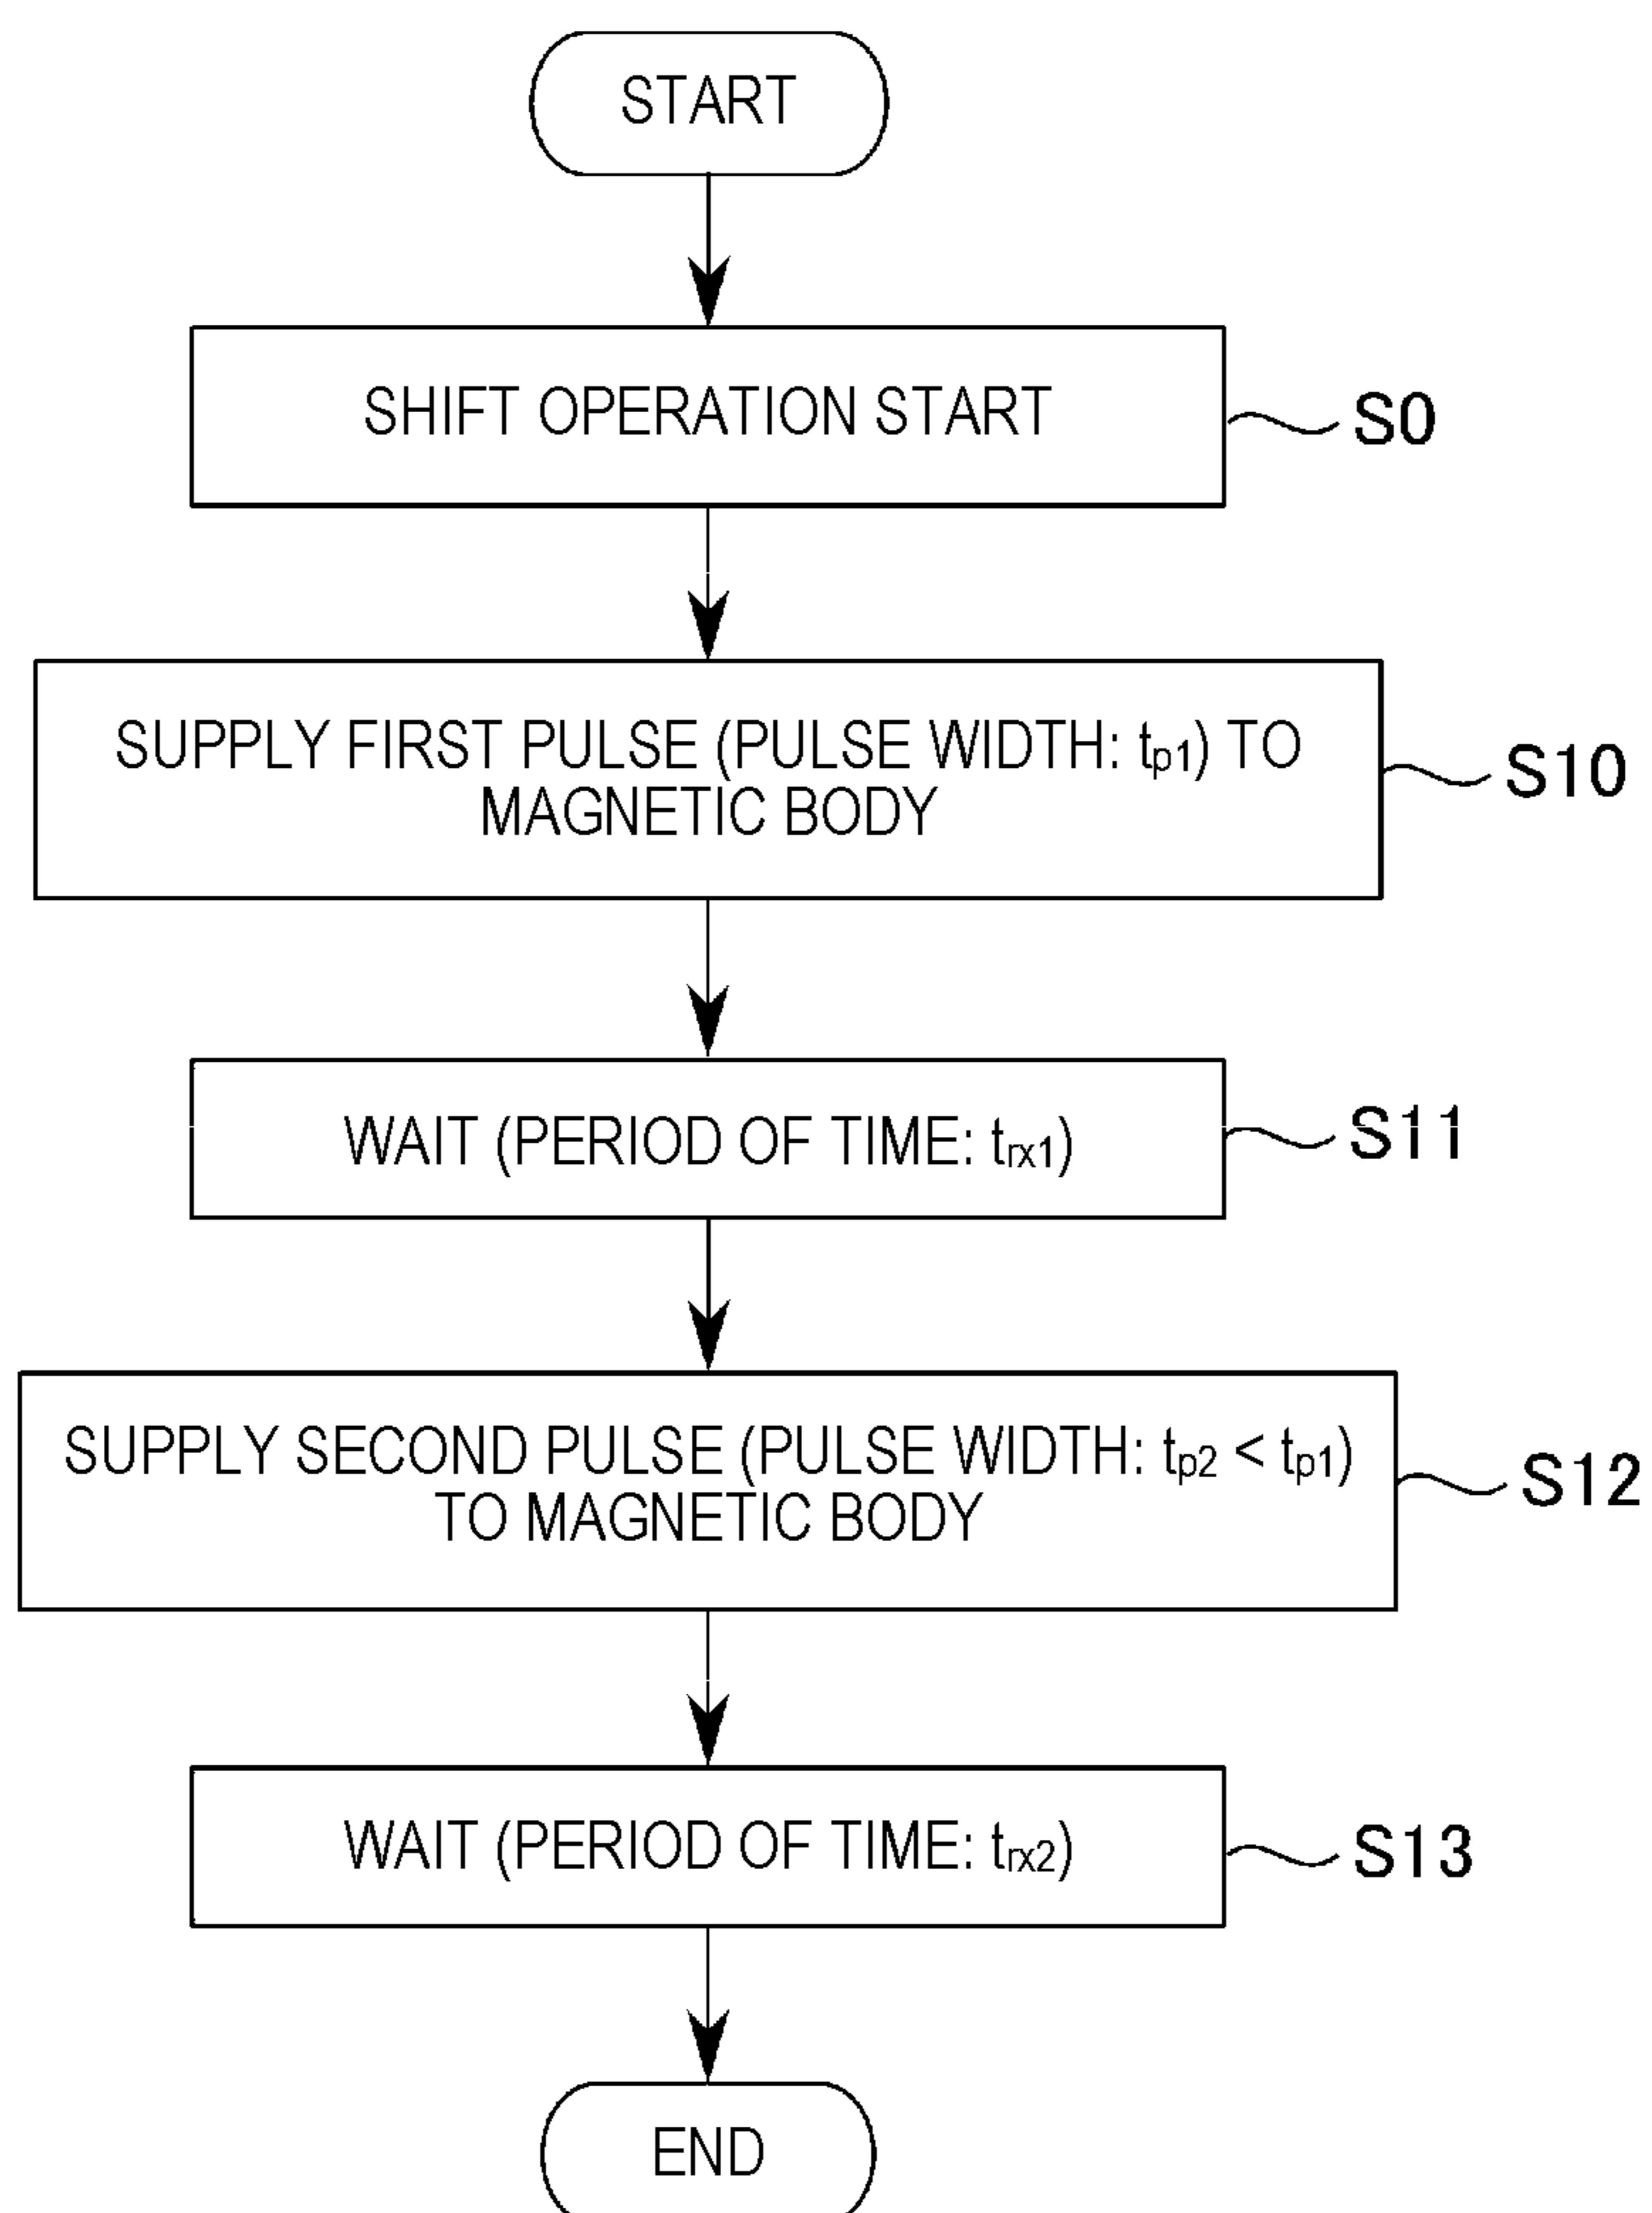 START
SHIFT OPERATION START
S0
SUPPLY FIRST PULSE (PULSE WIDTH: tp1) TO
MAGNETIC BODY
S10
WAIT (PERIOD OF TIME: trx1)
S11
SUPPLY SECOND PULSE (PULSE WIDTH: tp2 < tp1)
TO MAGNETIC BODY
S12
WAIT (PERIOD OF TIME: trx2)
S13
END